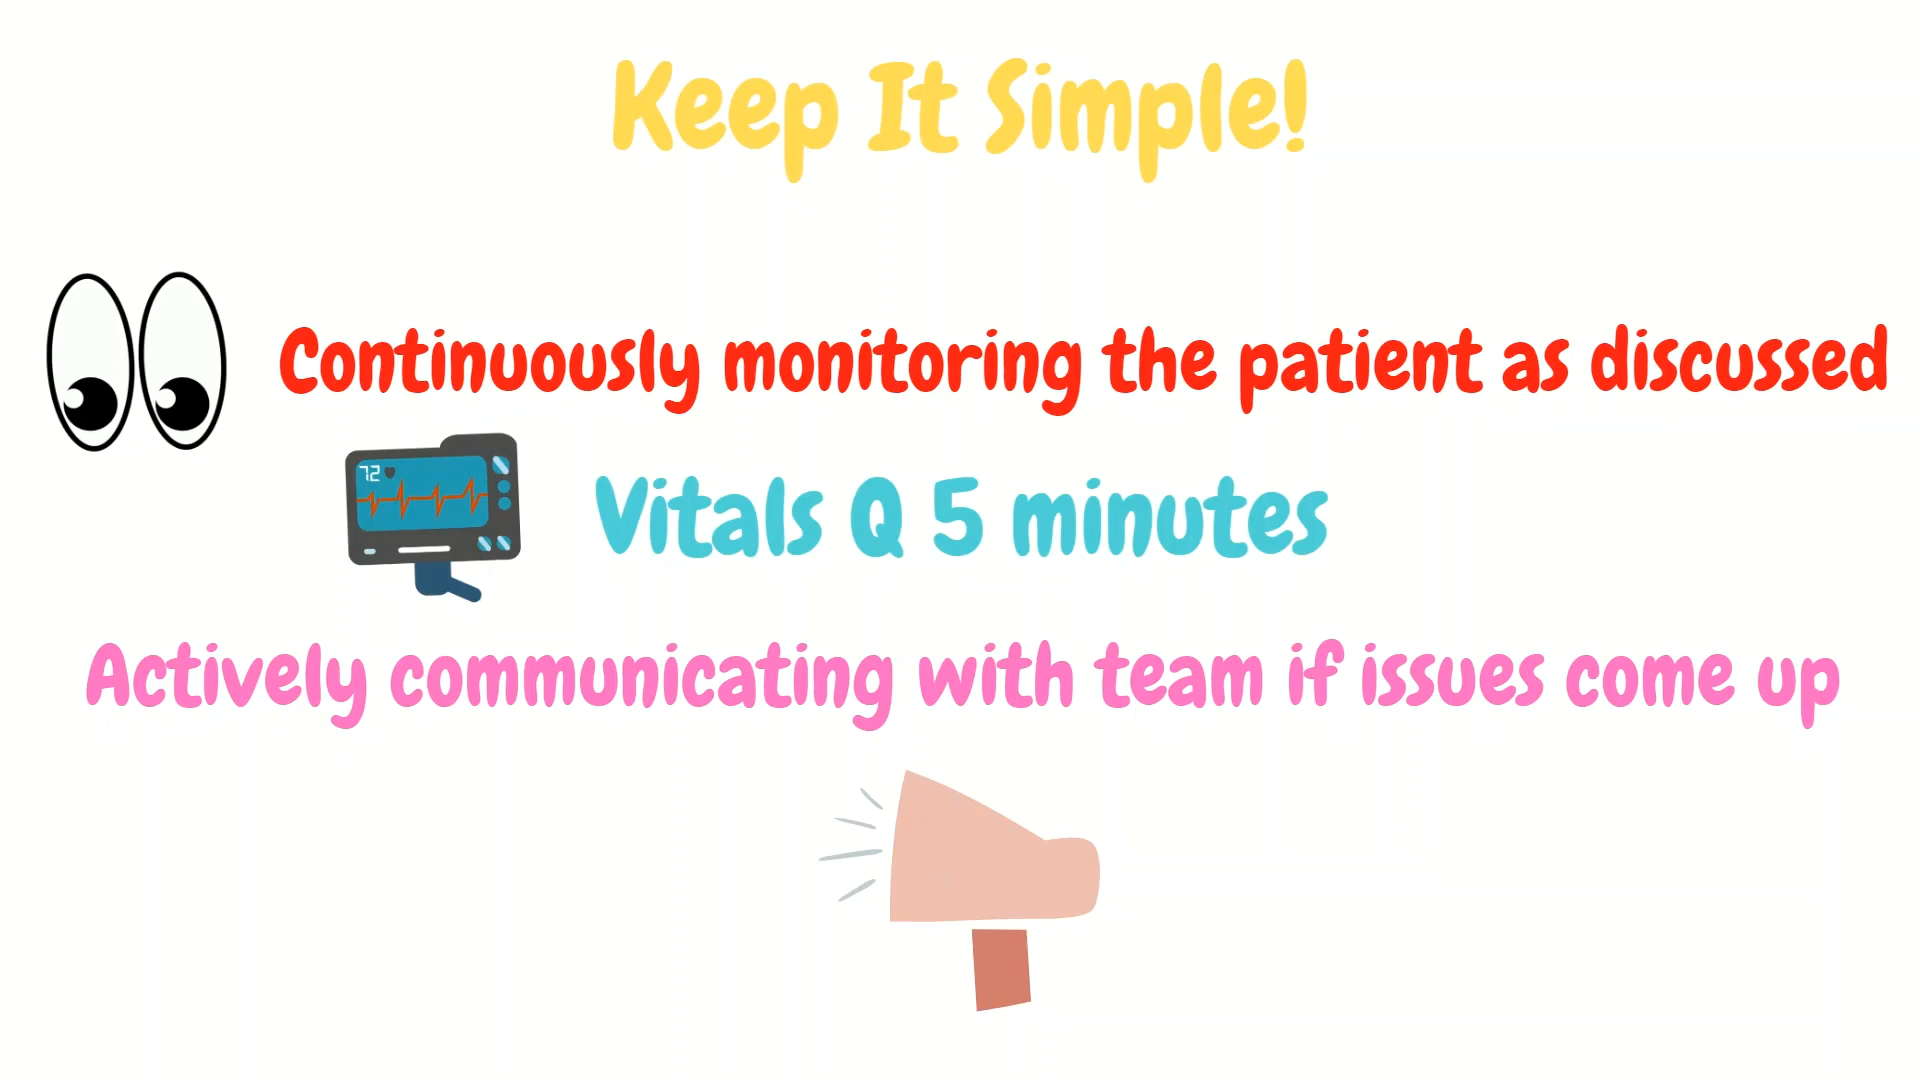 Keep It Simple!
Continuously monitoring the patient as discussed
72
Vitals Q 5 minutes
Actively communicating with team if issues come up